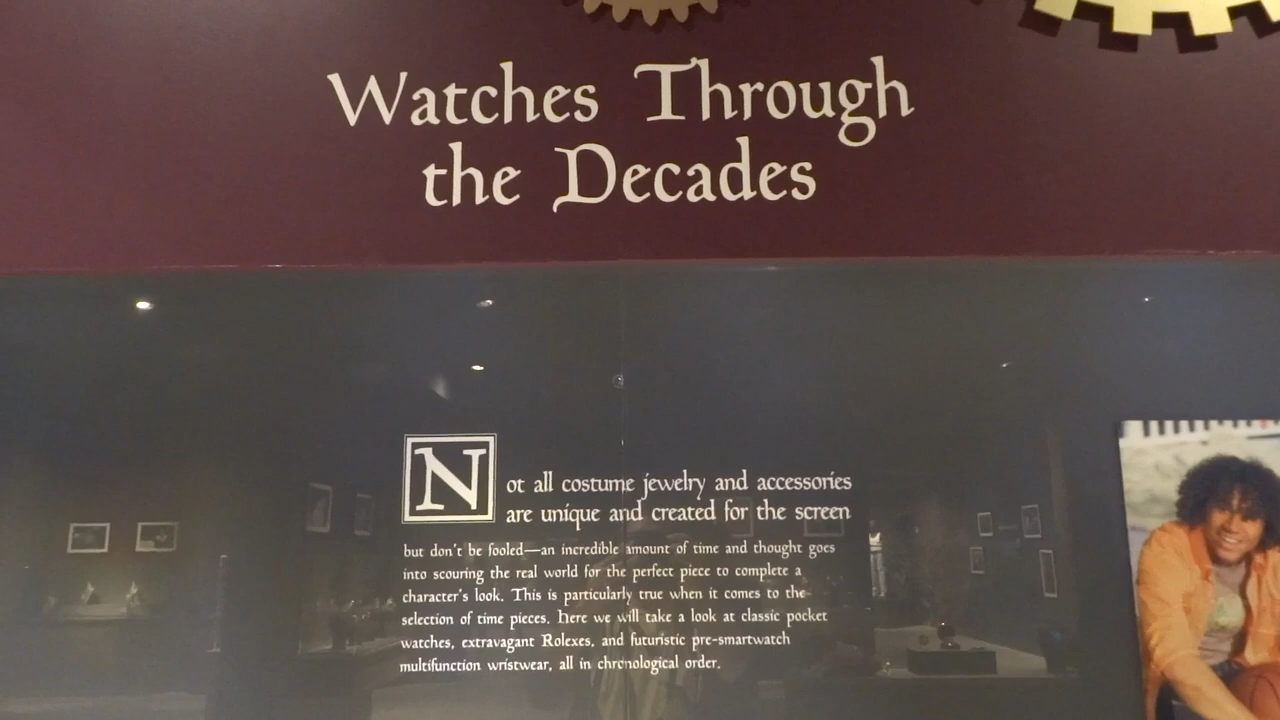 Watches Through
the Decades
Not all costume jewelry and accessories
are unique and created for the screen
but don't be fooled—an incredible amount of time and thought goes
into scouring the real world for the perfect piece to complete a
character's look. This is particularly true when it comes to the
selection of time pieces. Here we will take a look at classic pocket
watches, extravagant Rolexes, and futuristic pre-smartwatch
multifunction wristwear, all in chronological order.